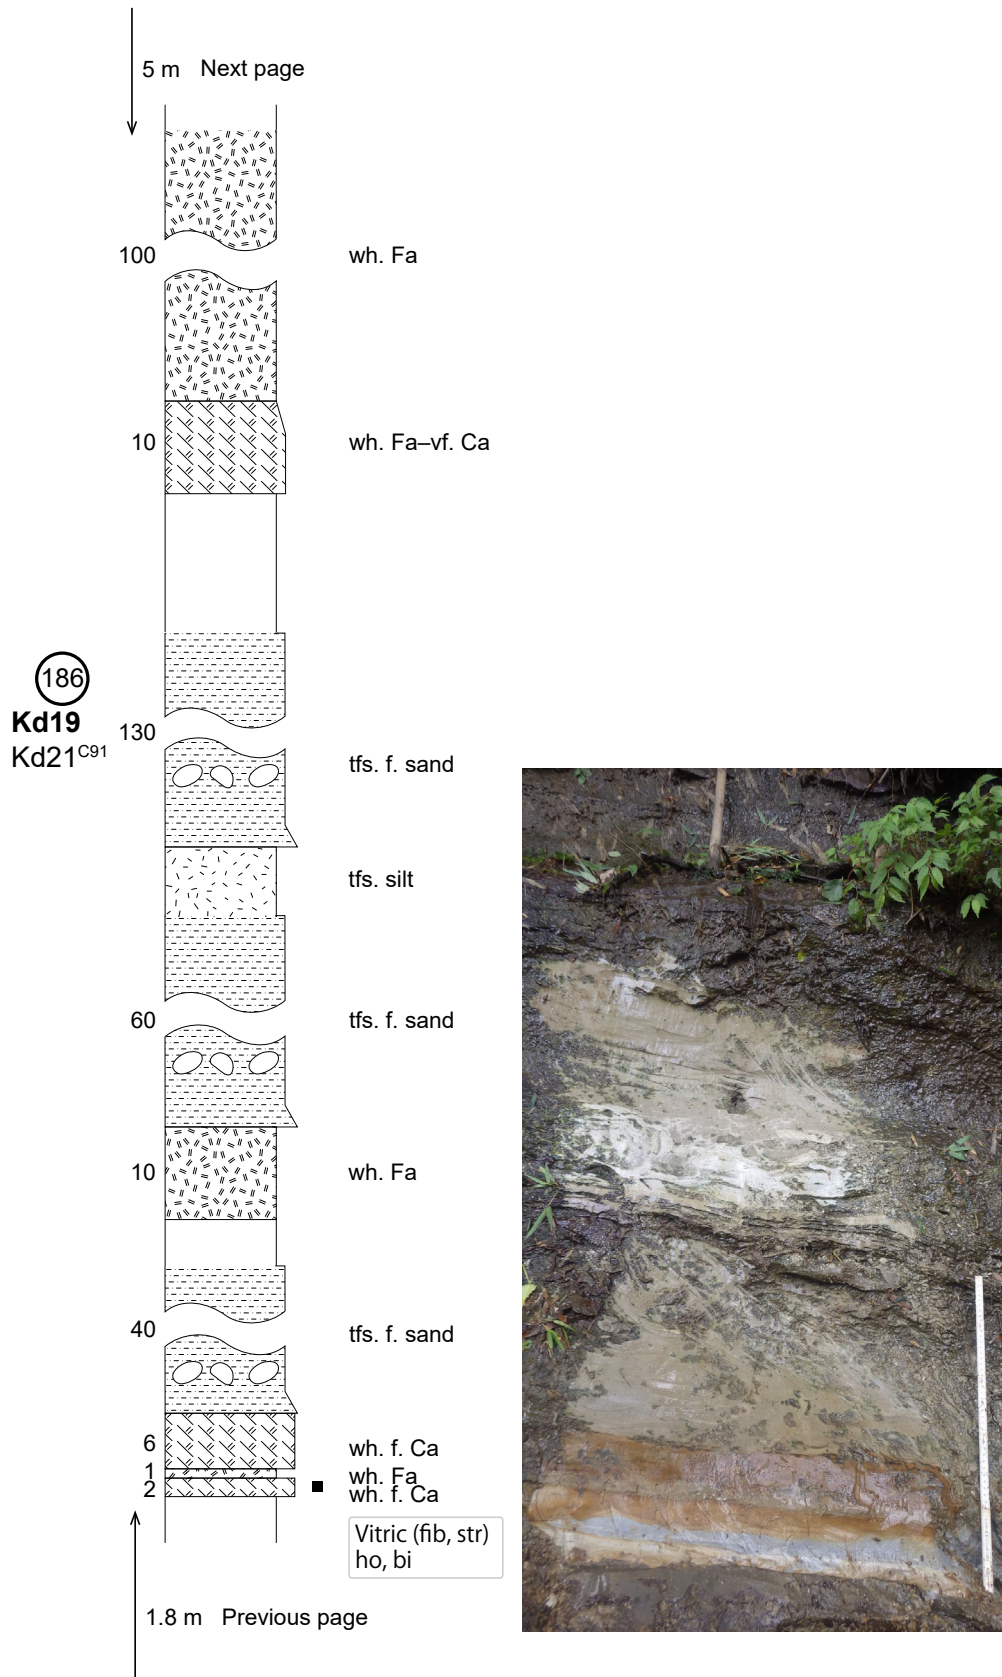 5 m Next page
100 wh. Fa
10 wh. Fa–vf. Ca
186
Kd19
Kd21C91
130
tfs. f. sand
tfs. silt
60 tfs. f. sand
10 wh. Fa
40 tfs. f. sand
6 wh. f. Ca
1 wh. Fa
2 wh. f. Ca
Vitric (fib, str)
ho, bi
1.8 m Previous page